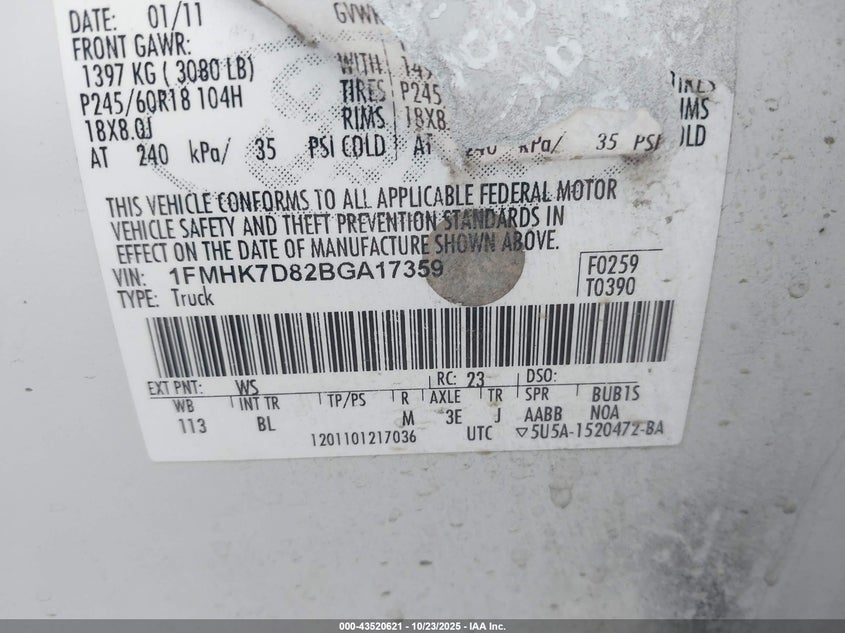 DATE: 01/11 GVWR
FRONT GAWR:
1397 KG ( 3080 LB) WITH
P245/60R18 104H TIRES P245 TIRES
18X8.0J RIMS 18X8. RIMS
AT 240 kPa/ 35 PSI COLD AT 240 kPa/ 35 PSI COLD
THIS VEHICLE CONFORMS TO ALL APPLICABLE FEDERAL MOTOR
VEHICLE SAFETY AND THEFT PREVENTION STANDARDS IN
EFFECT ON THE DATE OF MANUFACTURE SHOWN ABOVE.
VIN: 1FMHK7D82BGA17359 F0259
TYPE: Truck T0390
EXT PNT: WS RC: 23 DSO:
WB INT TR TP/PS R AXLE TR SPR BUB1S
113 BL M 3E J AABB NOA
1201101217036 UTC ▽5U5A-1520472-BA
000-43520621 - 10/23/2025 - IAA Inc.